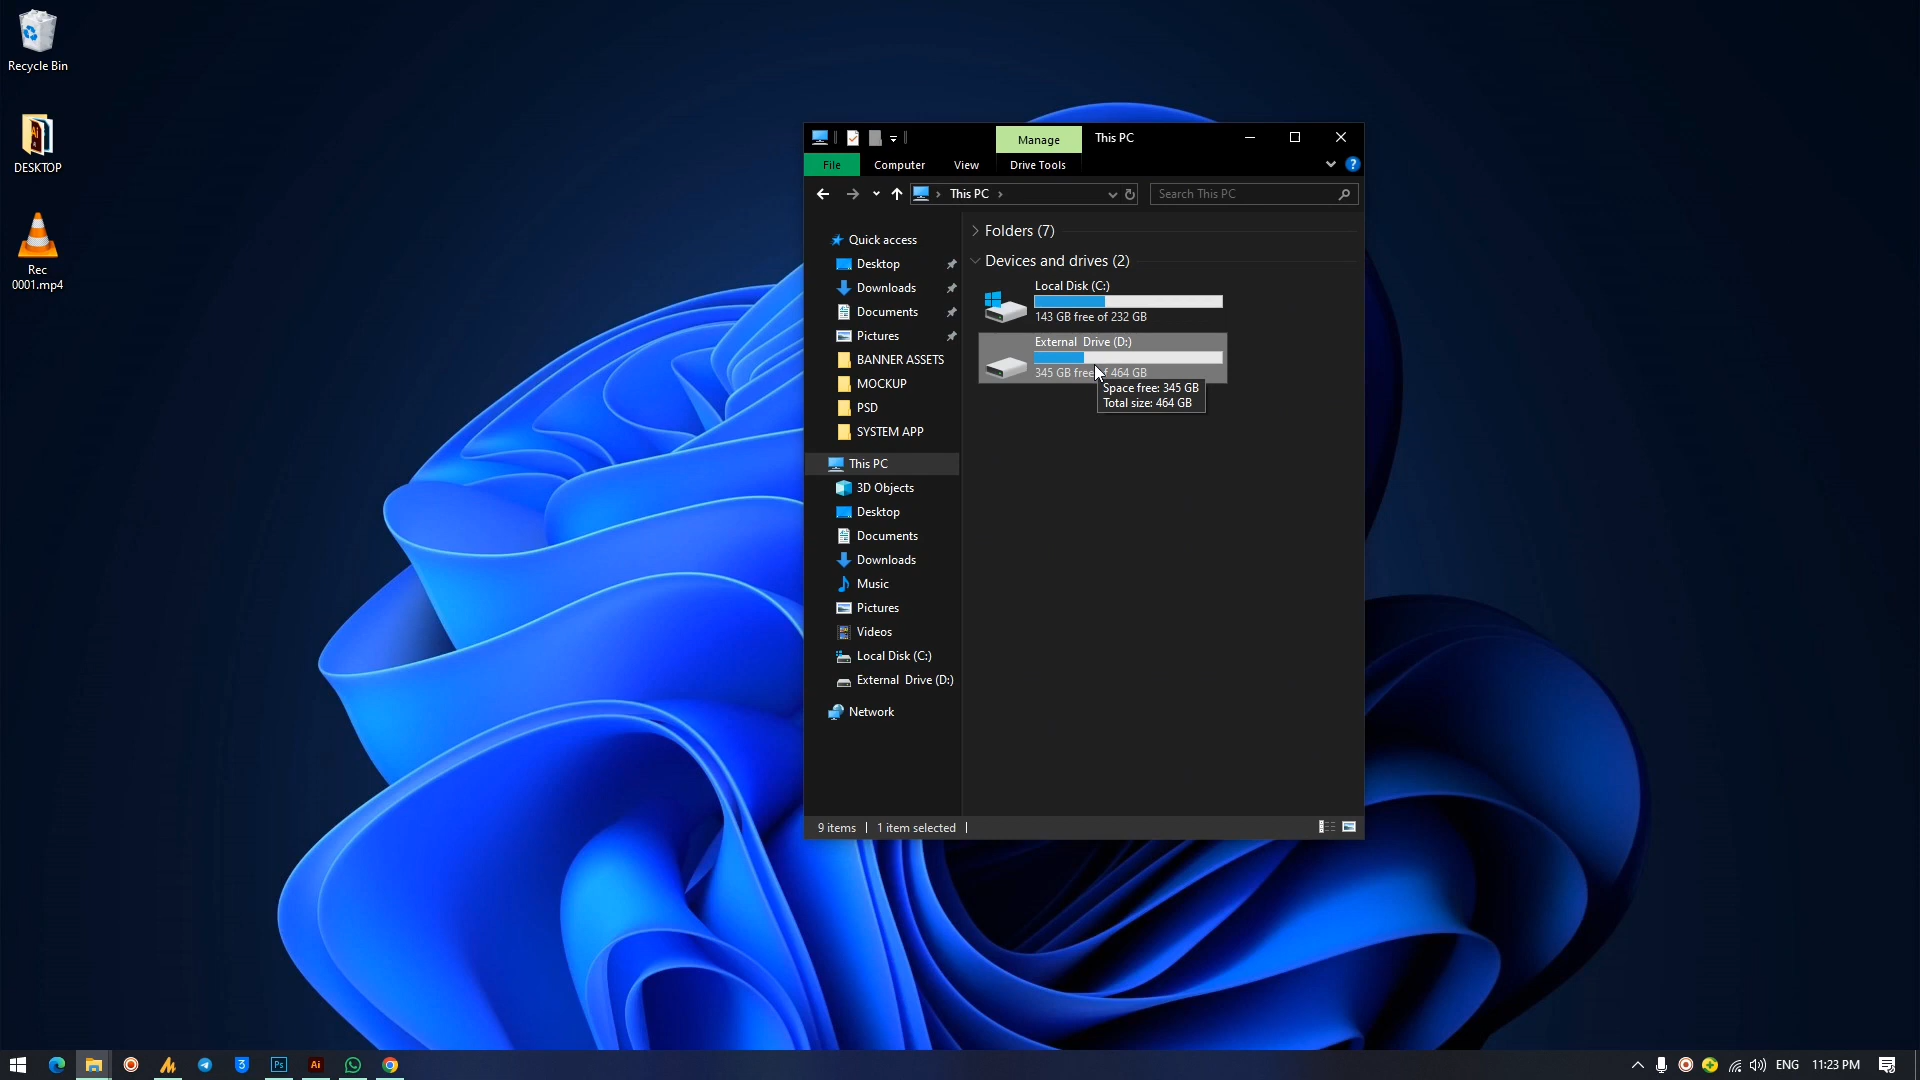 Recycle Bin
DESKTOP
Rec
0001.mp4
Manage
This PC
File
Computer
View
Drive Tools
This PC
Search This PC
Quick access
Desktop
Downloads
Documents
Pictures
BANNER ASSETS
MOCKUP
PSD
SYSTEM APP
This PC
3D Objects
Desktop
Documents
Downloads
Music
Pictures
Videos
Local Disk (C:)
External Drive (D:)
Network
Folders (7)
Devices and drives (2)
Local Disk (C:)
143 GB free of 232 GB
External Drive (D:)
345 GB free of 464 GB
Space free: 345 GB
Total size: 464 GB
9 items
1 item selected
Ps
Ai
ENG
11:23 PM